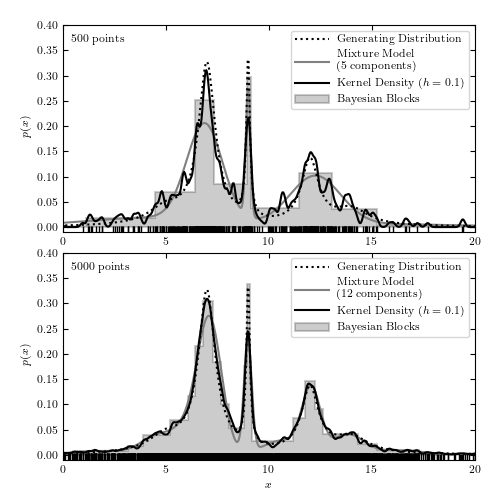 0.40
0.35
0.30
0.25
0.20
0.15
0.10
0.05
0.00
p(x)
500 points
Generating Distribution
Mixture Model
(5 components)
Kernel Density (h = 0.1)
Bayesian Blocks
0 5 10 15 20
0.40
0.35
0.30
0.25
0.20
0.15
0.10
0.05
0.00
p(x)
5000 points
Generating Distribution
Mixture Model
(12 components)
Kernel Density (h = 0.1)
Bayesian Blocks
0 5 10 15 20
x